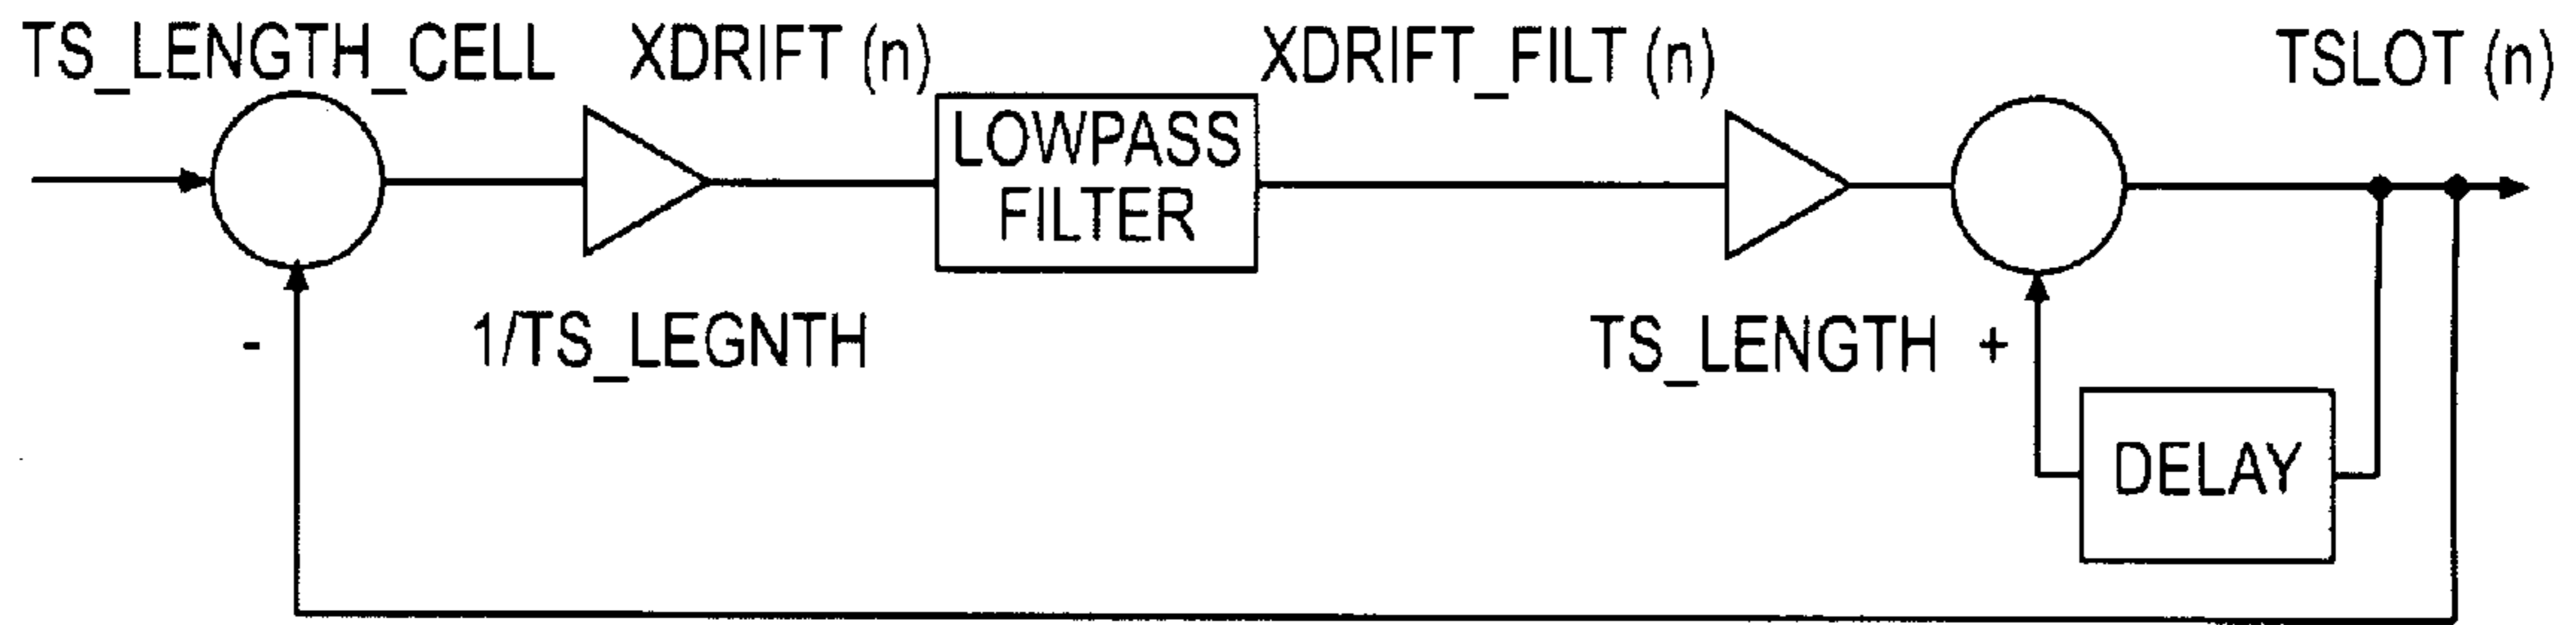 TS_LENGTH_CELL
XDRIFT (n)
XDRIFT_FILT (n)
TSLOT (n)
LOWPASS
FILTER
-
1/TS_LEGNTH
TS_LENGTH +
DELAY